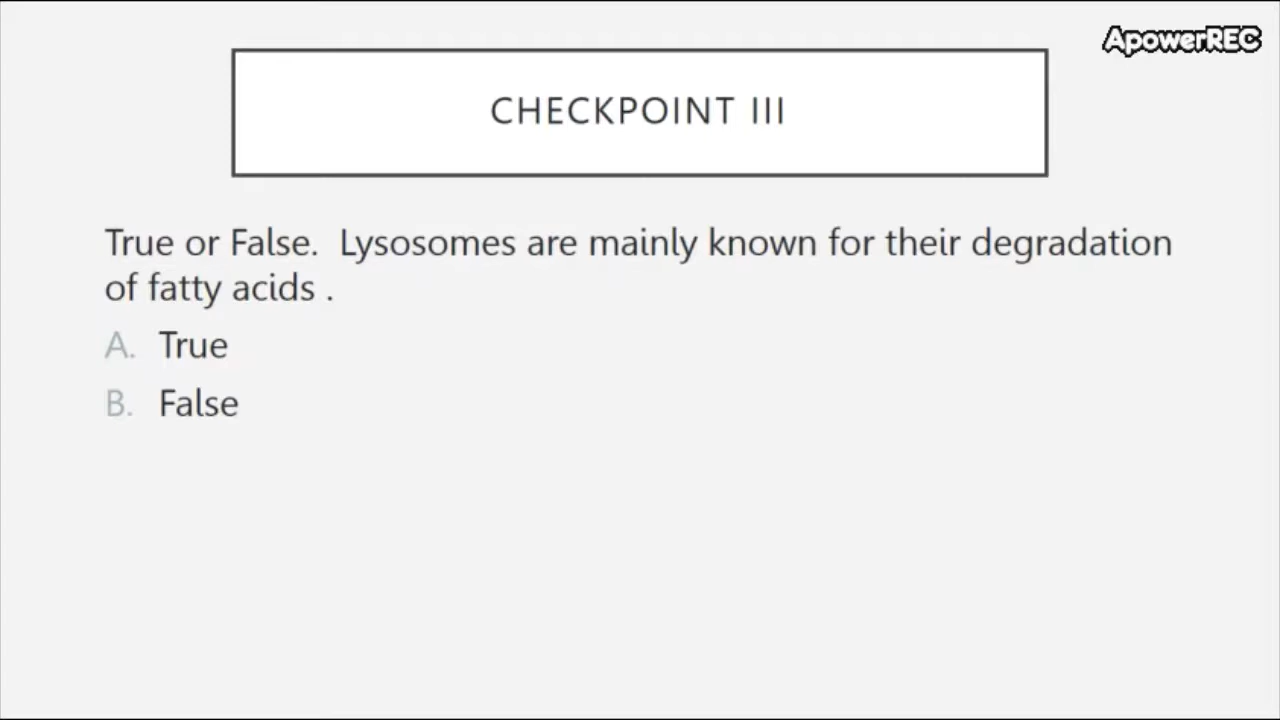 ApowerREC
CHECKPOINT III
True or False.  Lysosomes are mainly known for their degradation
of fatty acids .
A. True
B. False